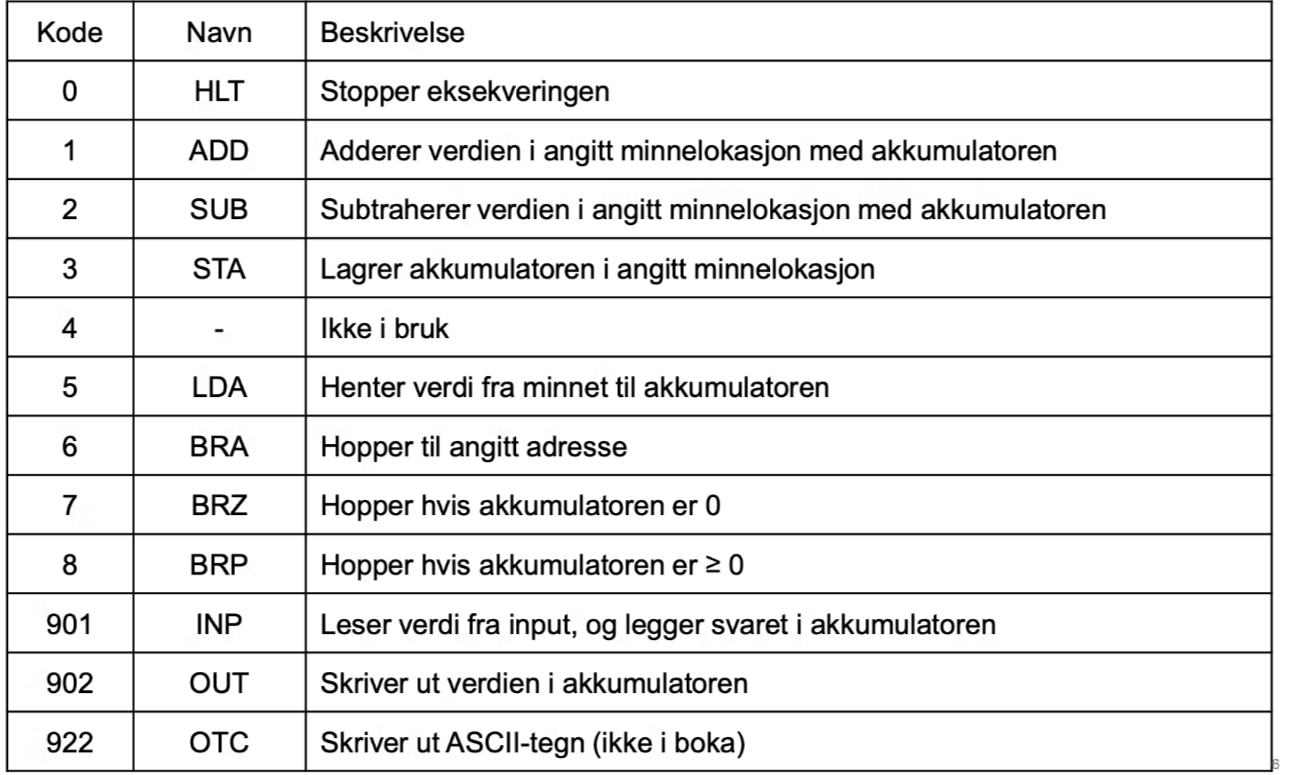 Kode Navn Beskrivelse
0 HLT Stopper eksekveringen
1 ADD Adderer verdien i angitt minnelokasjon med akkumulatoren
2 SUB Subtraherer verdien i angitt minnelokasjon med akkumulatoren
3 STA Lagrer akkumulatoren i angitt minnelokasjon
4 - Ikke i bruk
5 LDA Henter verdi fra minnet til akkumulatoren
6 BRA Hopper til angitt adresse
7 BRZ Hopper hvis akkumulatoren er 0
8 BRP Hopper hvis akkumulatoren er ≥ 0
901 INP Leser verdi fra input, og legger svaret i akkumulatoren
902 OUT Skriver ut verdien i akkumulatoren
922 OTC Skriver ut ASCII-tegn (ikke i boka)
6